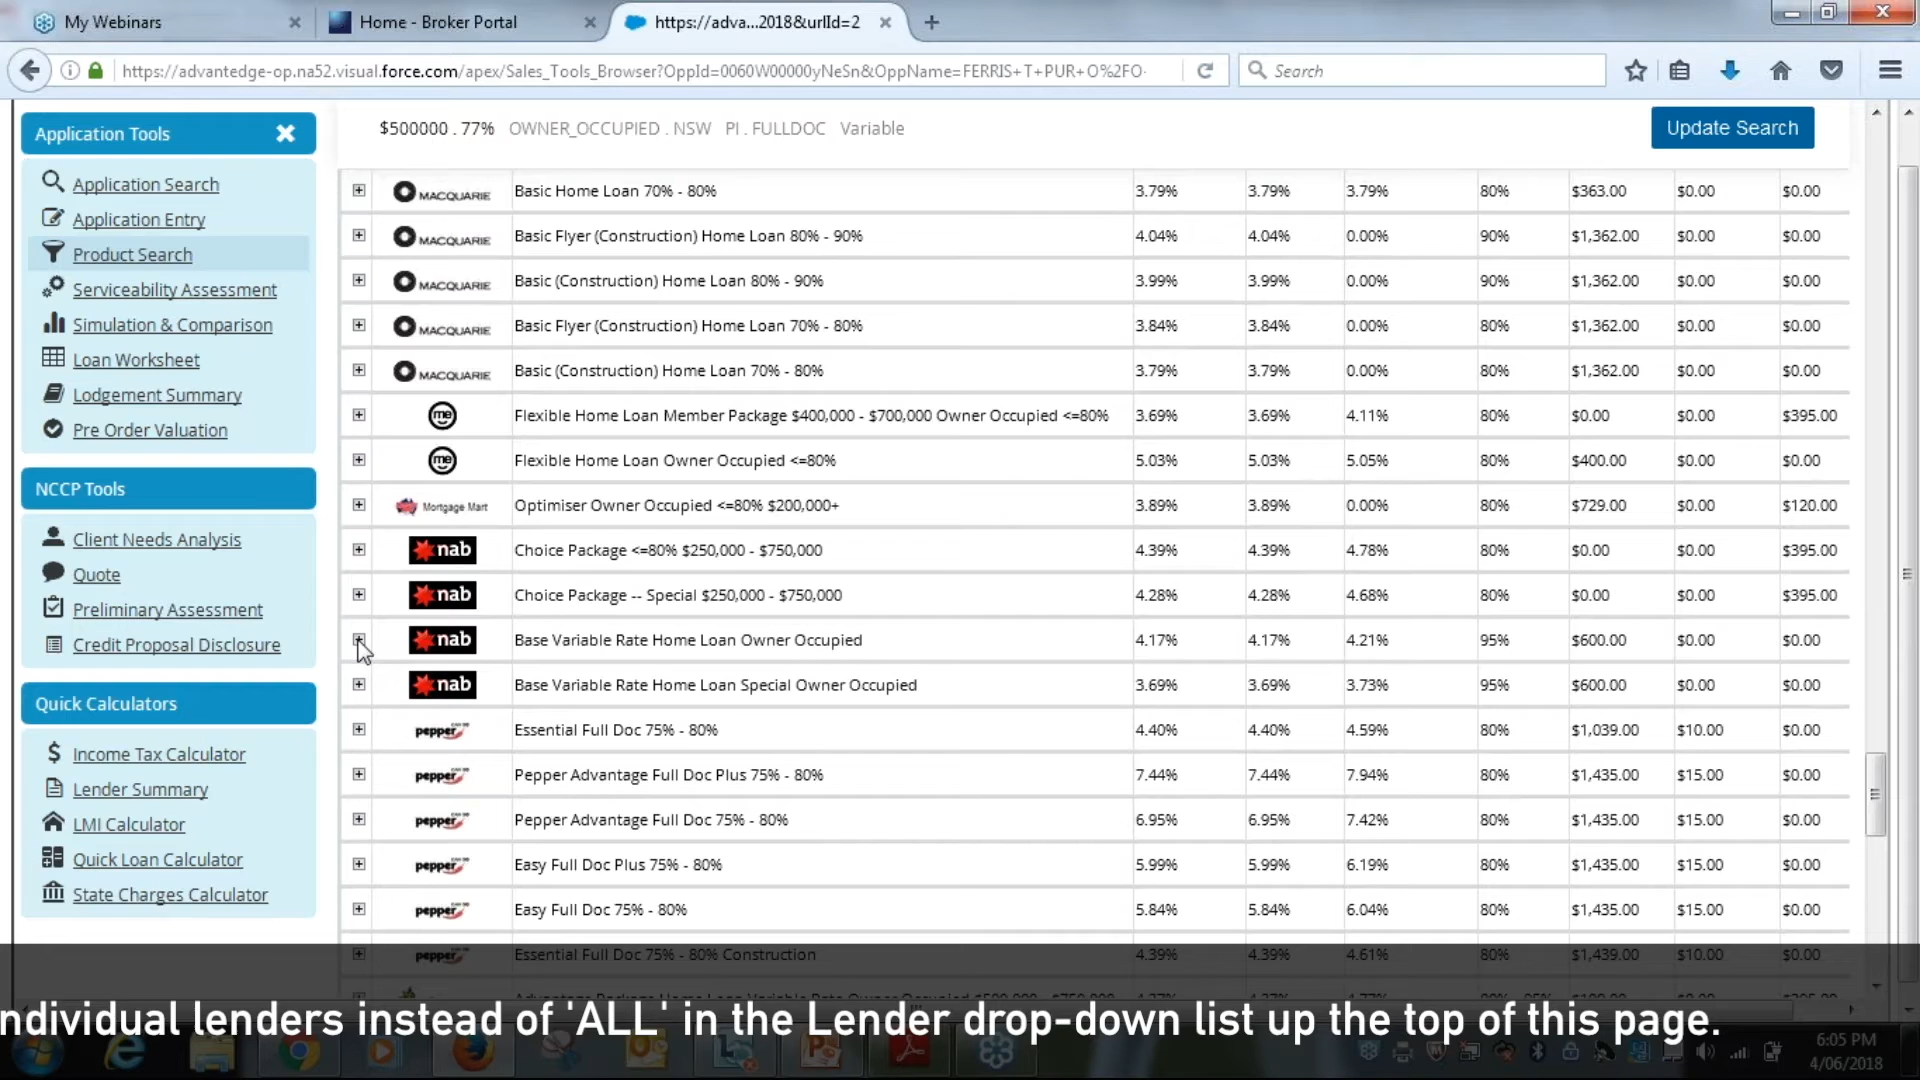 My Webinars
Home - Broker Portal
https://adva...2018&urlId=2
https://advantedge-op.na52.visual.force.com/apex/Sales_Tools_Browser?OppId=0060W00000yNeSn&OppName=FERRIS+T+PUR+O%2FO-
Search
Application Tools
Application Search
Application Entry
Product Search
Serviceability Assessment
Simulation & Comparison
Loan Worksheet
Lodgement Summary
Pre Order Valuation
NCCP Tools
Client Needs Analysis
Quote
Preliminary Assessment
Credit Proposal Disclosure
Quick Calculators
Income Tax Calculator
Lender Summary
LMI Calculator
Quick Loan Calculator
State Charges Calculator
$500000 . 77% OWNER_OCCUPIED . NSW PI . FULLDOC Variable
Update Search
MACQUARIE Basic Home Loan 70% - 80% 3.79% 3.79% 3.79% 80% $363.00 $0.00 $0.00
MACQUARIE Basic Flyer (Construction) Home Loan 80% - 90% 4.04% 4.04% 0.00% 90% $1,362.00 $0.00 $0.00
MACQUARIE Basic (Construction) Home Loan 80% - 90% 3.99% 3.99% 0.00% 90% $1,362.00 $0.00 $0.00
MACQUARIE Basic Flyer (Construction) Home Loan 70% - 80% 3.84% 3.84% 0.00% 80% $1,362.00 $0.00 $0.00
MACQUARIE Basic (Construction) Home Loan 70% - 80% 3.79% 3.79% 0.00% 80% $1,362.00 $0.00 $0.00
me Flexible Home Loan Member Package $400,000 - $700,000 Owner Occupied <=80% 3.69% 3.69% 4.11% 80% $0.00 $0.00 $395.00
me Flexible Home Loan Owner Occupied <=80% 5.03% 5.03% 5.05% 80% $400.00 $0.00 $0.00
Mortgage Mart Optimiser Owner Occupied <=80% $200,000+ 3.89% 3.89% 0.00% 80% $729.00 $0.00 $120.00
nab Choice Package <=80% $250,000 - $750,000 4.39% 4.39% 4.78% 80% $0.00 $0.00 $395.00
nab Choice Package -- Special $250,000 - $750,000 4.28% 4.28% 4.68% 80% $0.00 $0.00 $395.00
nab Base Variable Rate Home Loan Owner Occupied 4.17% 4.17% 4.21% 95% $600.00 $0.00 $0.00
nab Base Variable Rate Home Loan Special Owner Occupied 3.69% 3.69% 3.73% 95% $600.00 $0.00 $0.00
pepper Essential Full Doc 75% - 80% 4.40% 4.40% 4.59% 80% $1,039.00 $10.00 $0.00
pepper Pepper Advantage Full Doc Plus 75% - 80% 7.44% 7.44% 7.94% 80% $1,435.00 $15.00 $0.00
pepper Pepper Advantage Full Doc 75% - 80% 6.95% 6.95% 7.42% 80% $1,435.00 $15.00 $0.00
pepper Easy Full Doc Plus 75% - 80% 5.99% 5.99% 6.19% 80% $1,435.00 $15.00 $0.00
pepper Easy Full Doc 75% - 80% 5.84% 5.84% 6.04% 80% $1,435.00 $15.00 $0.00
pepper Essential Full Doc 75% - 80% Construction 4.39% 4.39% 4.61% 80% $1,439.00 $10.00 $0.00
ndividual lenders instead of 'ALL' in the Lender drop-down list up the top of this page.
6:05 PM
4/06/2018